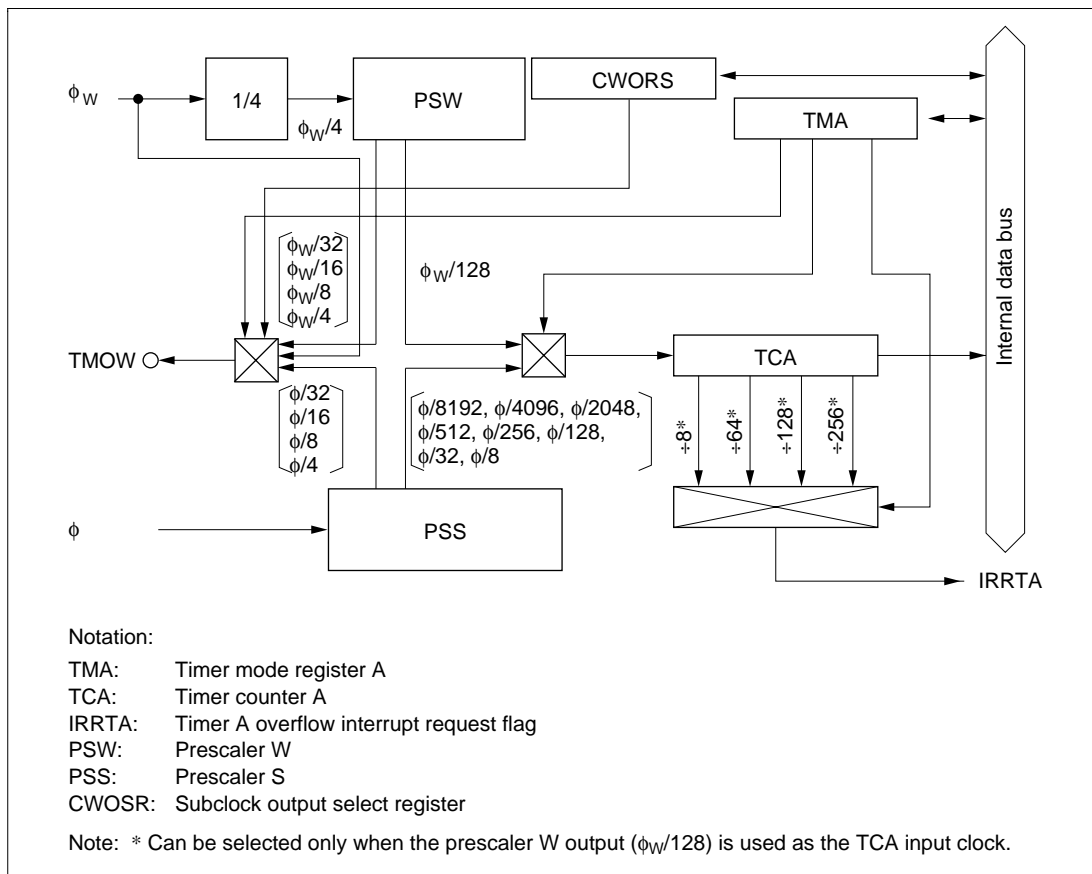 ϕW
1/4
ϕW/4
PSW
CWORS
TMA
Internal data bus
ϕW/32
ϕW/16
ϕW/8
ϕW/4
ϕW/128
TMOW
TCA
ϕ/32
ϕ/16
ϕ/8
ϕ/4
ϕ/8192, ϕ/4096, ϕ/2048,
ϕ/512, ϕ/256, ϕ/128,
ϕ/32, ϕ/8
÷8*
÷64*
÷128*
÷256*
ϕ
PSS
IRRTA
Notation:
TMA: Timer mode register A
TCA: Timer counter A
IRRTA: Timer A overflow interrupt request flag
PSW: Prescaler W
PSS: Prescaler S
CWOSR: Subclock output select register
Note: * Can be selected only when the prescaler W output (ϕW/128) is used as the TCA input clock.